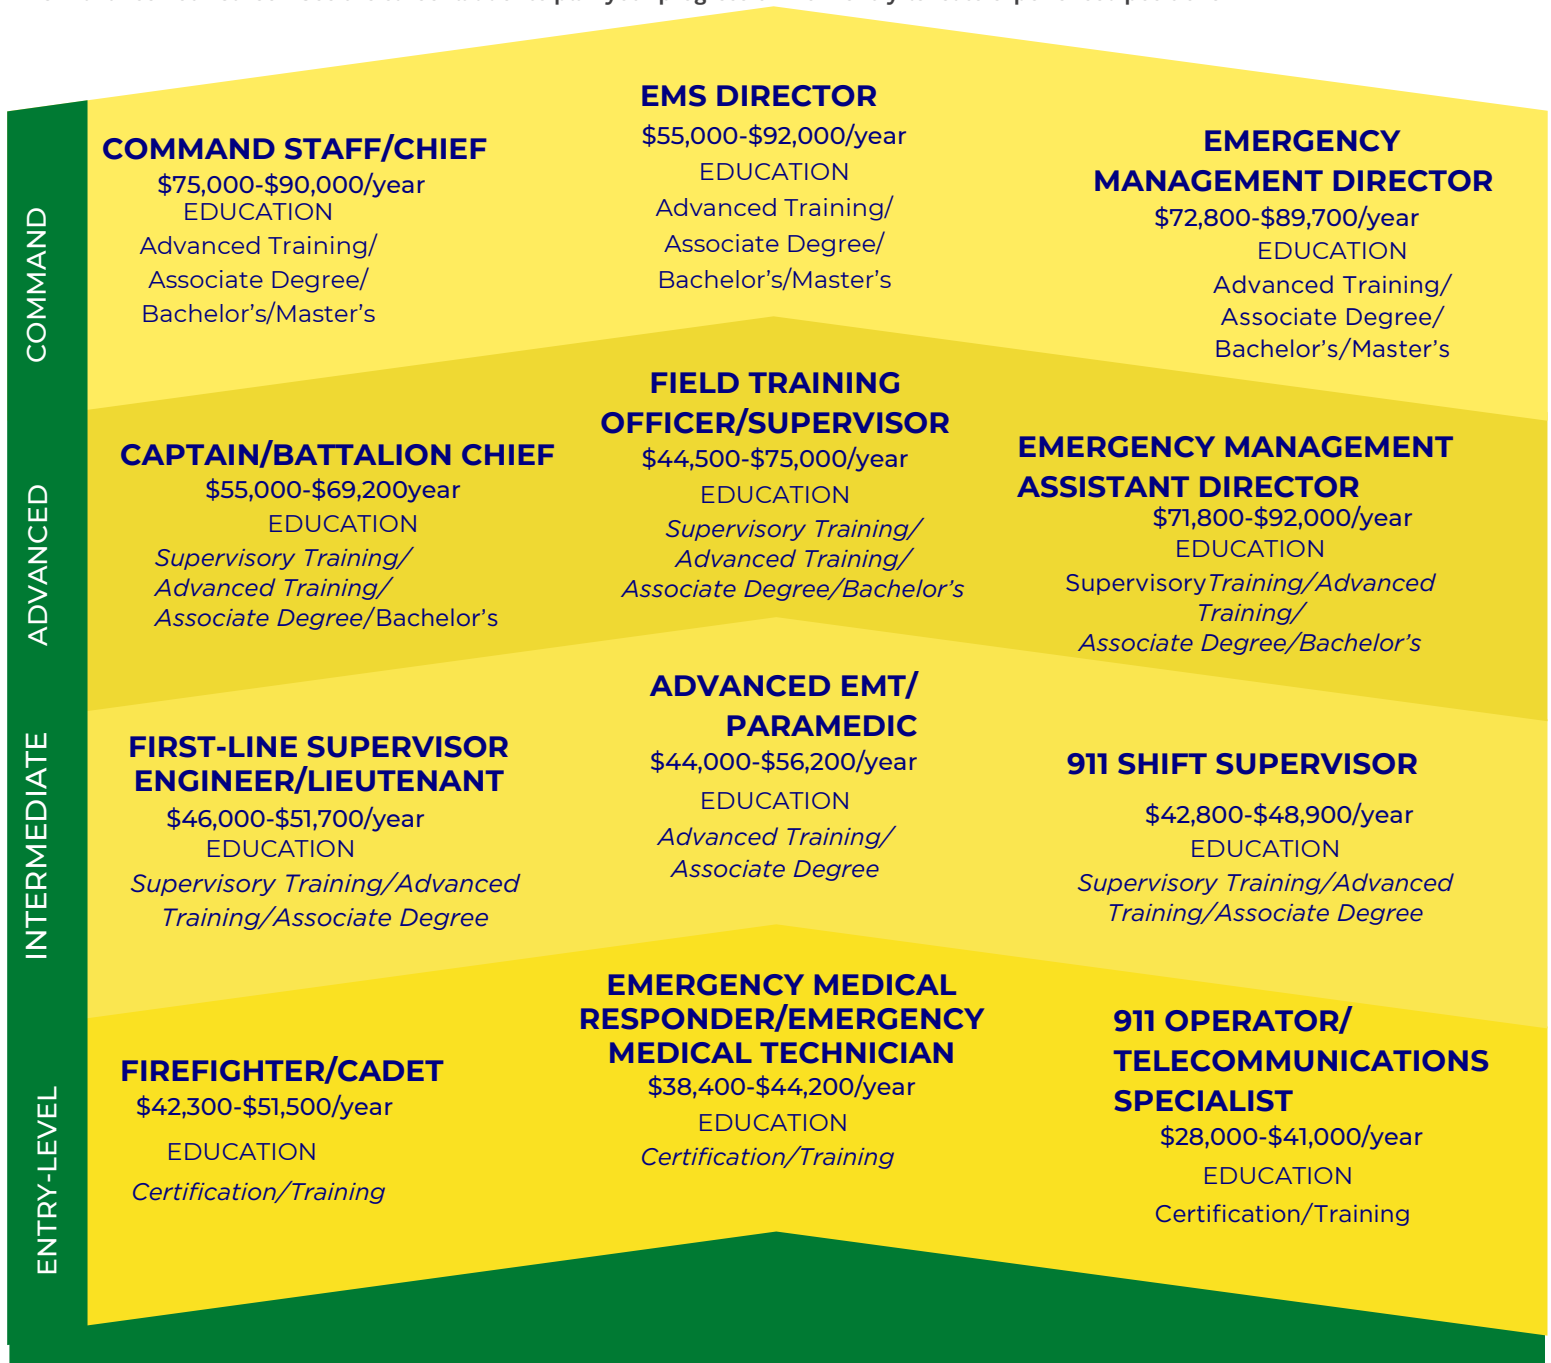 COMMAND
COMMAND STAFF/CHIEF
$75,000-$90,000/year
EDUCATION
Advanced Training/
Associate Degree/
Bachelor’s/Master’s
EMS DIRECTOR
$55,000-$92,000/year
EDUCATION
Advanced Training/
Associate Degree/
Bachelor’s/Master’s
EMERGENCY
MANAGEMENT DIRECTOR
$72,800-$89,700/year
EDUCATION
Advanced Training/
Associate Degree/
Bachelor’s/Master’s
ADVANCED
CAPTAIN/BATTALION CHIEF
$55,000-$69,200year
EDUCATION
Supervisory Training/
Advanced Training/
Associate Degree/Bachelor’s
FIELD TRAINING
OFFICER/SUPERVISOR
$44,500-$75,000/year
EDUCATION
Supervisory Training/
Advanced Training/
Associate Degree/Bachelor’s
EMERGENCY MANAGEMENT
ASSISTANT DIRECTOR
$71,800-$92,000/year
EDUCATION
SupervisoryTraining/Advanced
Training/
Associate Degree/Bachelor’s
INTERMEDIATE
FIRST-LINE SUPERVISOR
ENGINEER/LIEUTENANT
$46,000-$51,700/year
EDUCATION
Supervisory Training/Advanced
Training/Associate Degree
ADVANCED EMT/
PARAMEDIC
$44,000-$56,200/year
EDUCATION
Advanced Training/
Associate Degree
911 SHIFT SUPERVISOR
$42,800-$48,900/year
EDUCATION
Supervisory Training/Advanced
Training/Associate Degree
ENTRY-LEVEL
FIREFIGHTER/CADET
$42,300-$51,500/year
EDUCATION
Certification/Training
EMERGENCY MEDICAL
RESPONDER/EMERGENCY
MEDICAL TECHNICIAN
$38,400-$44,200/year
EDUCATION
Certification/Training
911 OPERATOR/
TELECOMMUNICATIONS
SPECIALIST
$28,000-$41,000/year
EDUCATION
Certification/Training